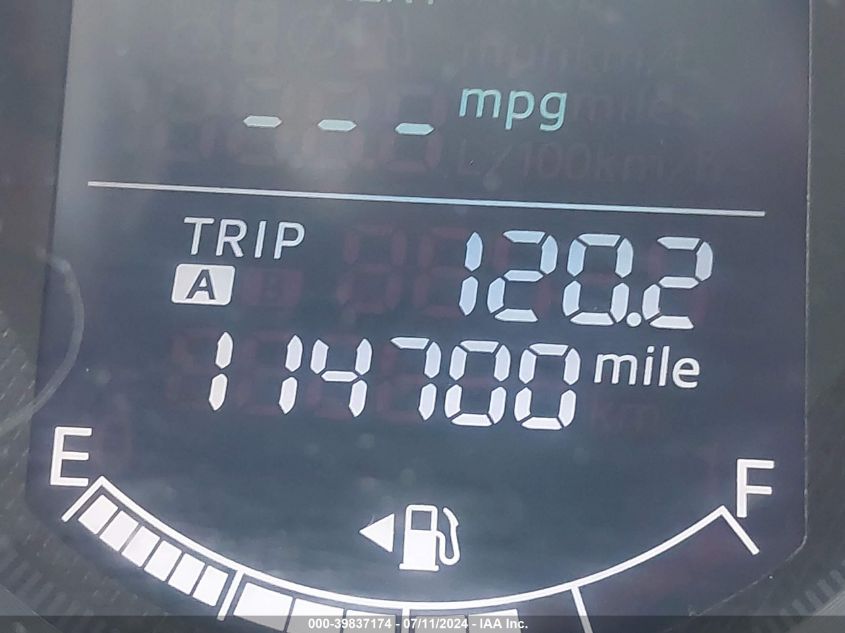 --- mpg
TRIP 120.2
A
114700 mile
E F
000-39837174 - 07/11/2024 - IAA Inc.